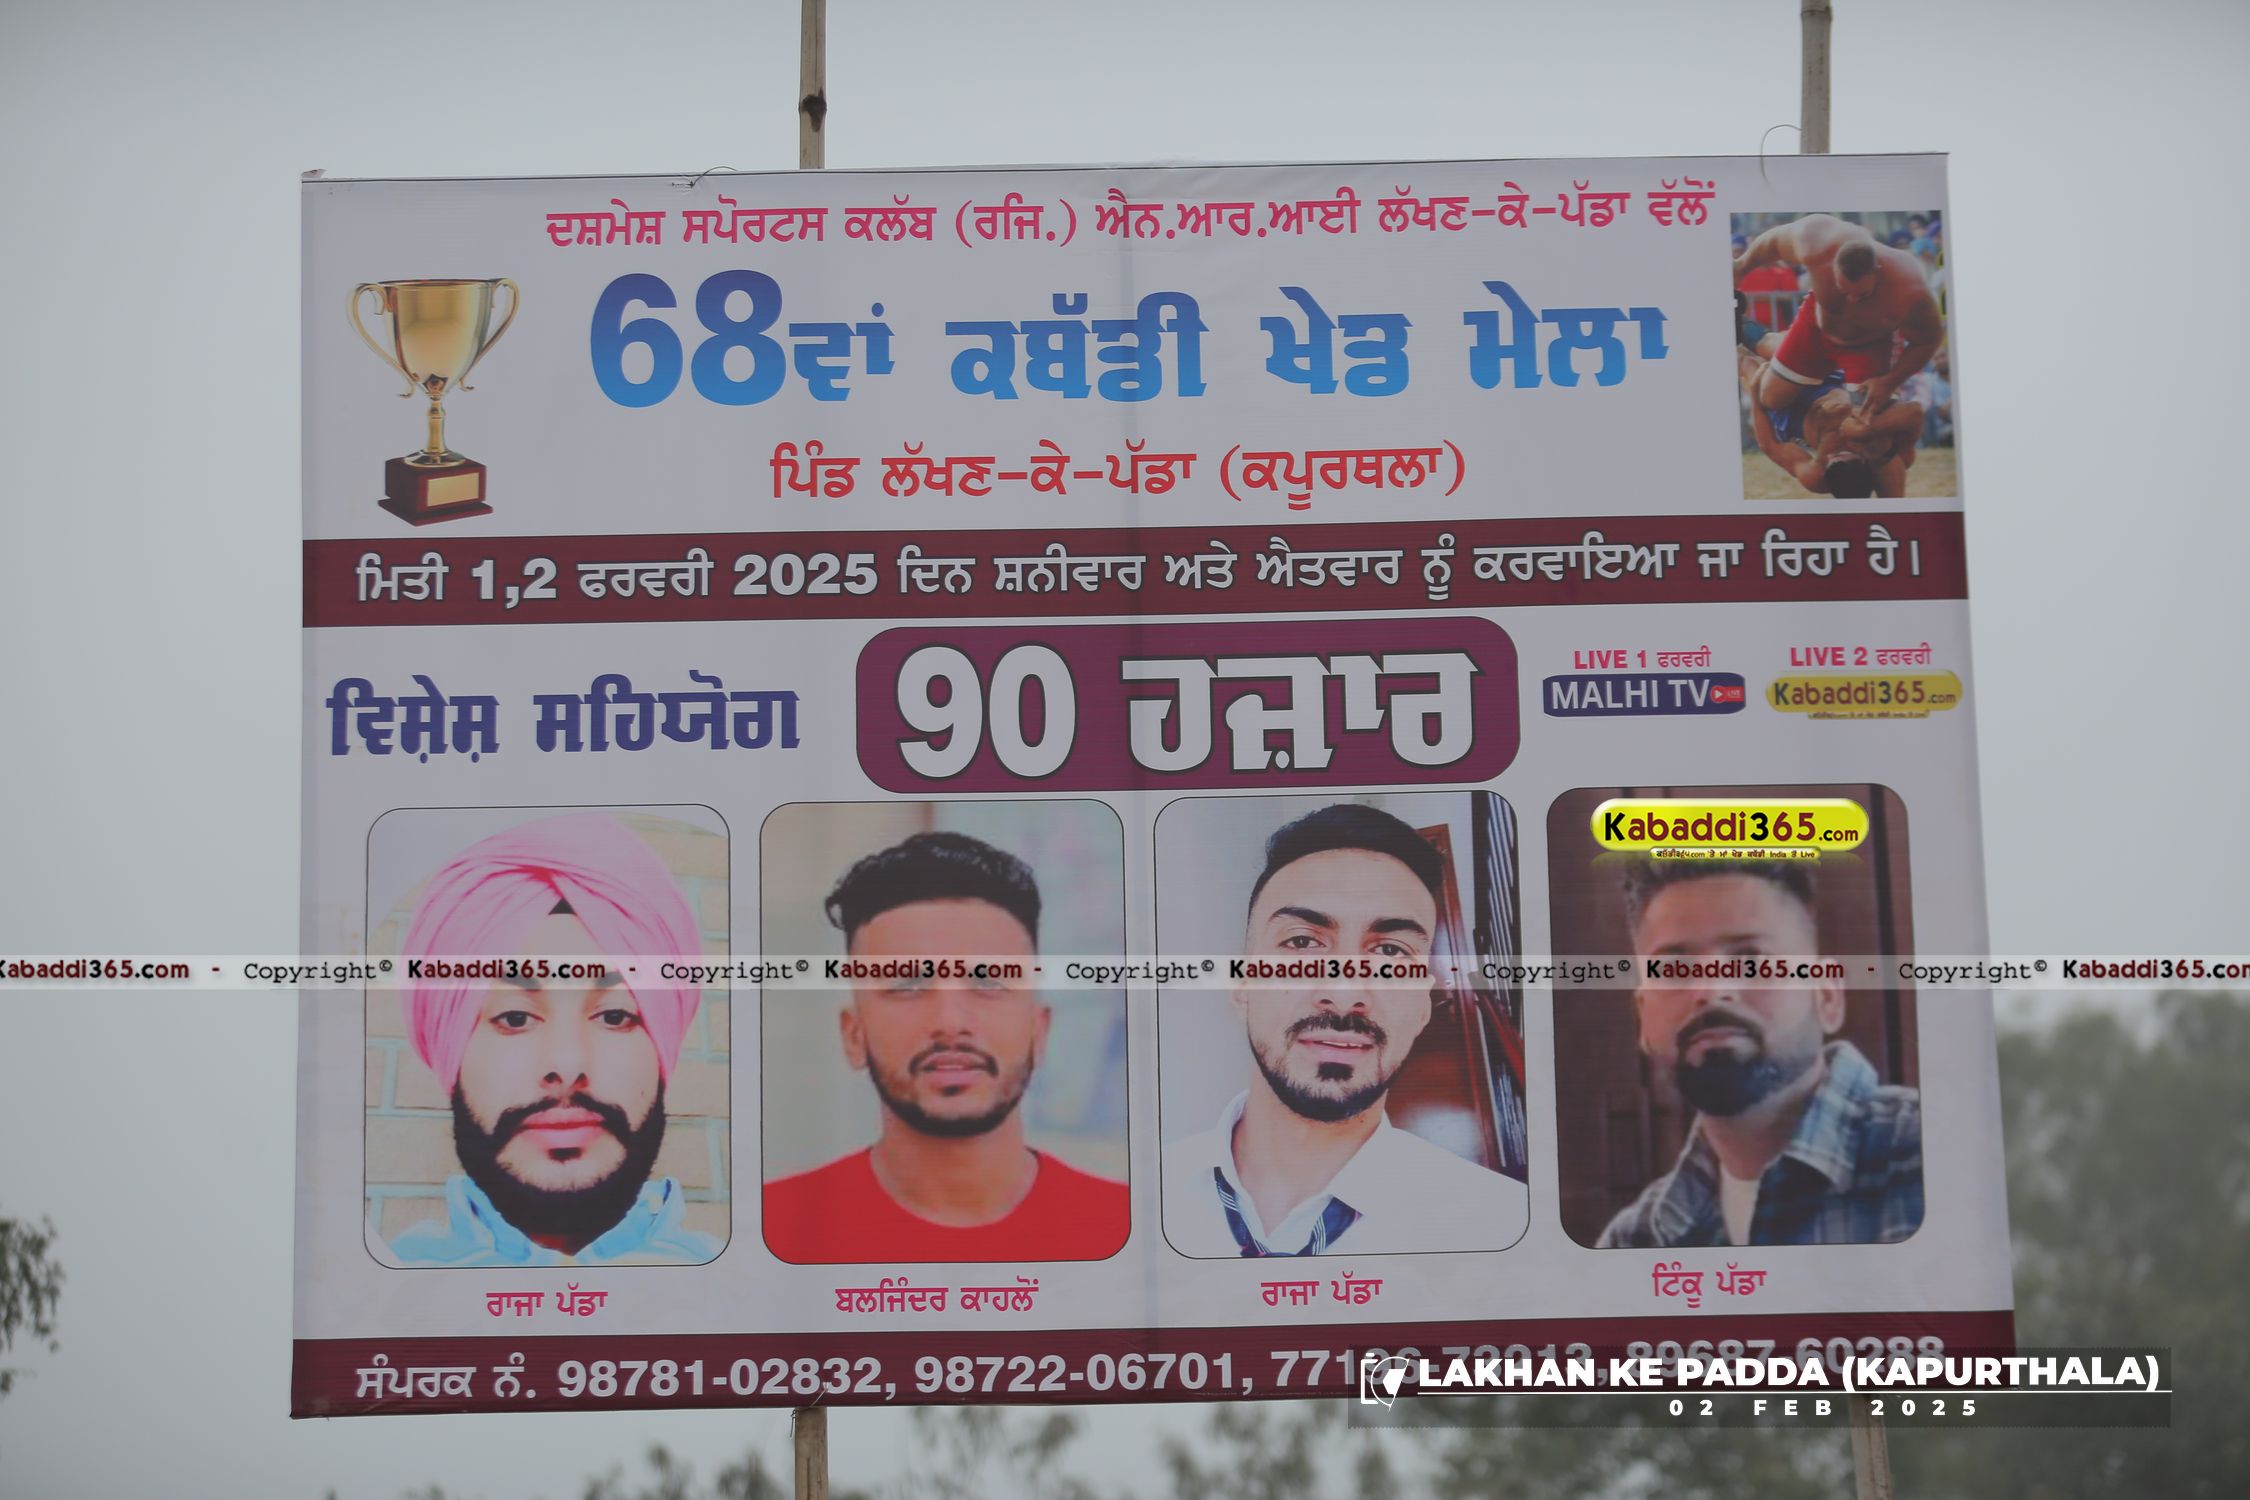 ਦਸ਼ਮੇਸ਼ ਸਪੋਰਟਸ ਕਲੱਬ (ਰਜਿ.) ਐਨ.ਆਰ.ਆਈ ਲੱਖਣ-ਕੇ-ਪੱਡਾ ਵੱਲੋਂ
68ਵਾਂ ਕਬੱਡੀ ਖੇਡ ਮੇਲਾ
ਪਿੰਡ ਲੱਖਣ-ਕੇ-ਪੱਡਾ (ਕਪੂਰਥਲਾ)
ਮਿਤੀ 1,2 ਫਰਵਰੀ 2025 ਦਿਨ ਸ਼ਨੀਵਾਰ ਅਤੇ ਐਤਵਾਰ ਨੂੰ ਕਰਵਾਇਆ ਜਾ ਰਿਹਾ ਹੈ।
ਵਿਸ਼ੇਸ਼ ਸਹਿਯੋਗ
90 ਹਜ਼ਾਰ
LIVE 1 ਫਰਵਰੀ
MALHI TV LIVE
LIVE 2 ਫਰਵਰੀ
Kabaddi365.com
Kabaddi365.com
Kabaddi365.com - Copyright© Kabaddi365.com - Copyright© Kabaddi365.com - Copyright© Kabaddi365.com - Copyright© Kabaddi365.com - Copyright© Kabaddi365.com
ਰਾਜਾ ਪੱਡਾ
ਬਲਜਿੰਦਰ ਕਾਹਲੋਂ
ਰਾਜਾ ਪੱਡਾ
ਟਿੰਕੂ ਪੱਡਾ
ਸੰਪਰਕ ਨੰ. 98781-02832, 98722-06701,
LAKHAN KE PADDA (KAPURTHALA)
02 FEB 2025